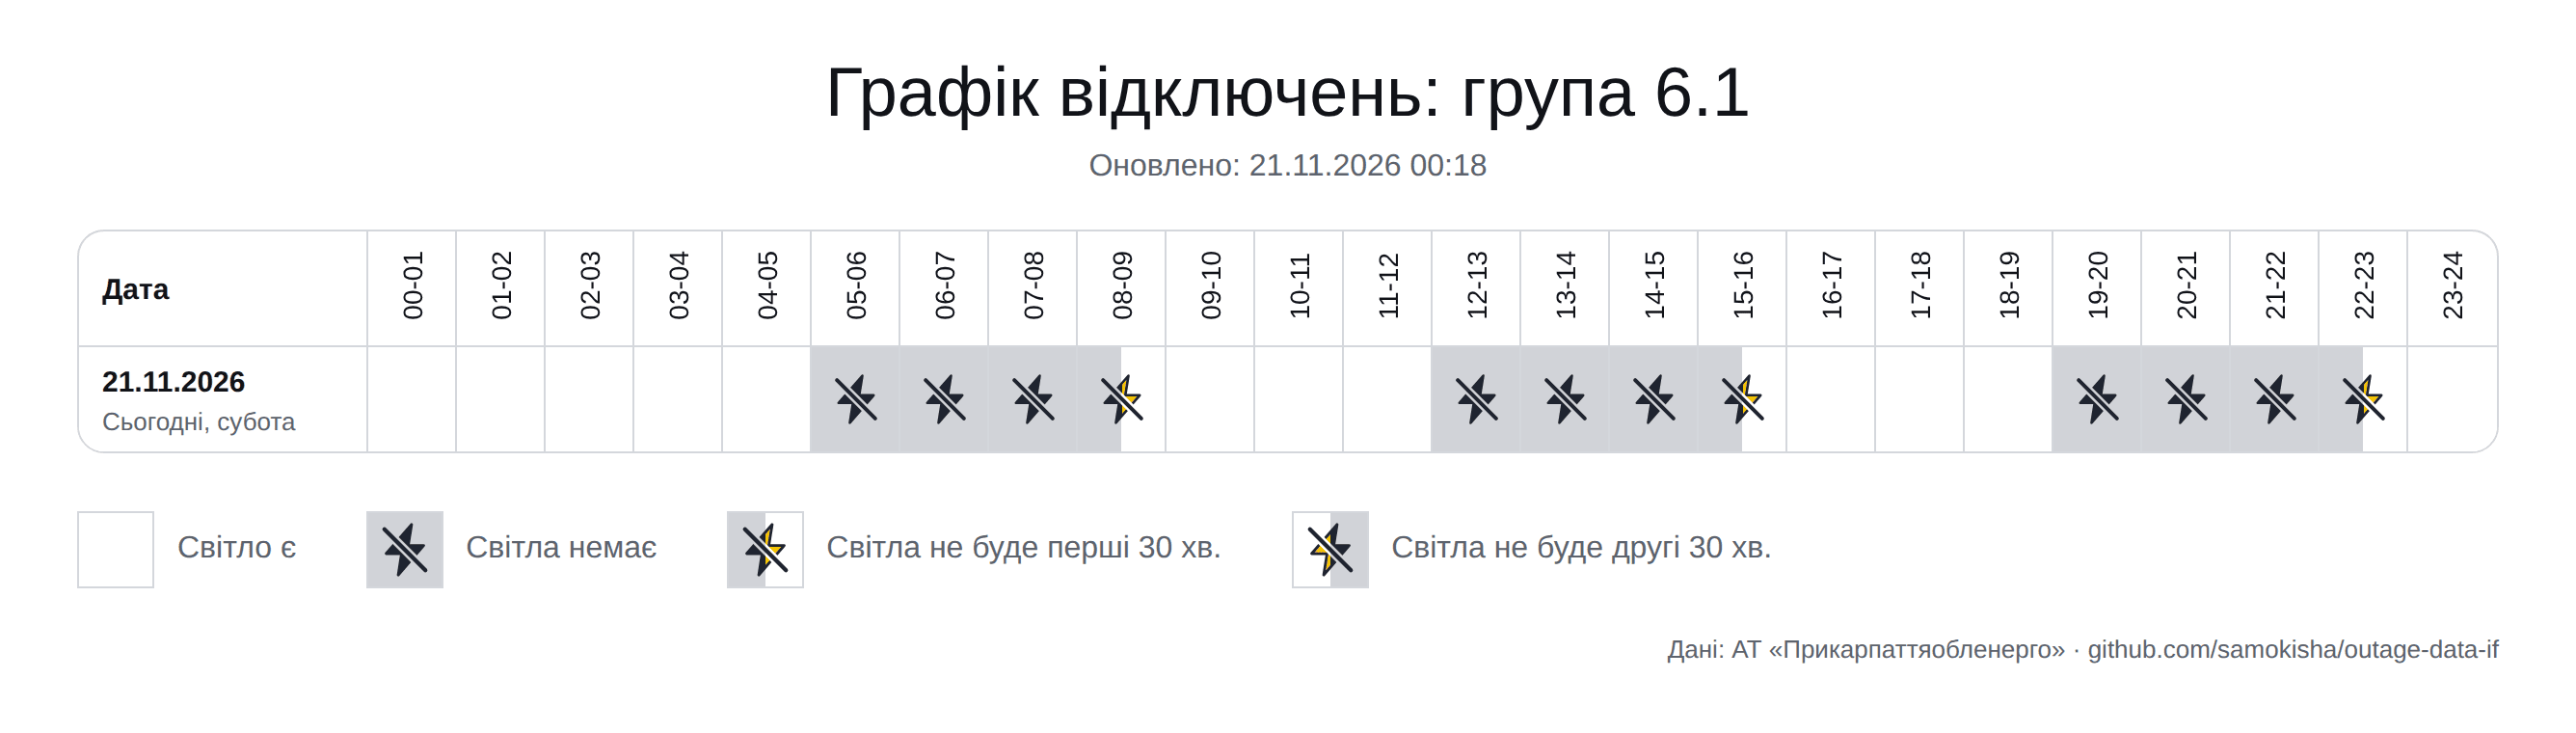 Графік відключень: група 6.1
Оновлено: 21.11.2026 00:18
Дата 00-01 01-02 02-03 03-04 04-05 05-06 06-07 07-08 08-09 09-10 10-11 11-12 12-13 13-14 14-15 15-16 16-17 17-18 18-19 19-20 20-21 21-22 22-23 23-24
21.11.2026
Сьогодні, субота
Світло є Світла немає Світла не буде перші 30 хв. Світла не буде другі 30 хв.
Дані: АТ «Прикарпаттяобленерго» · github.com/samokisha/outage-data-if